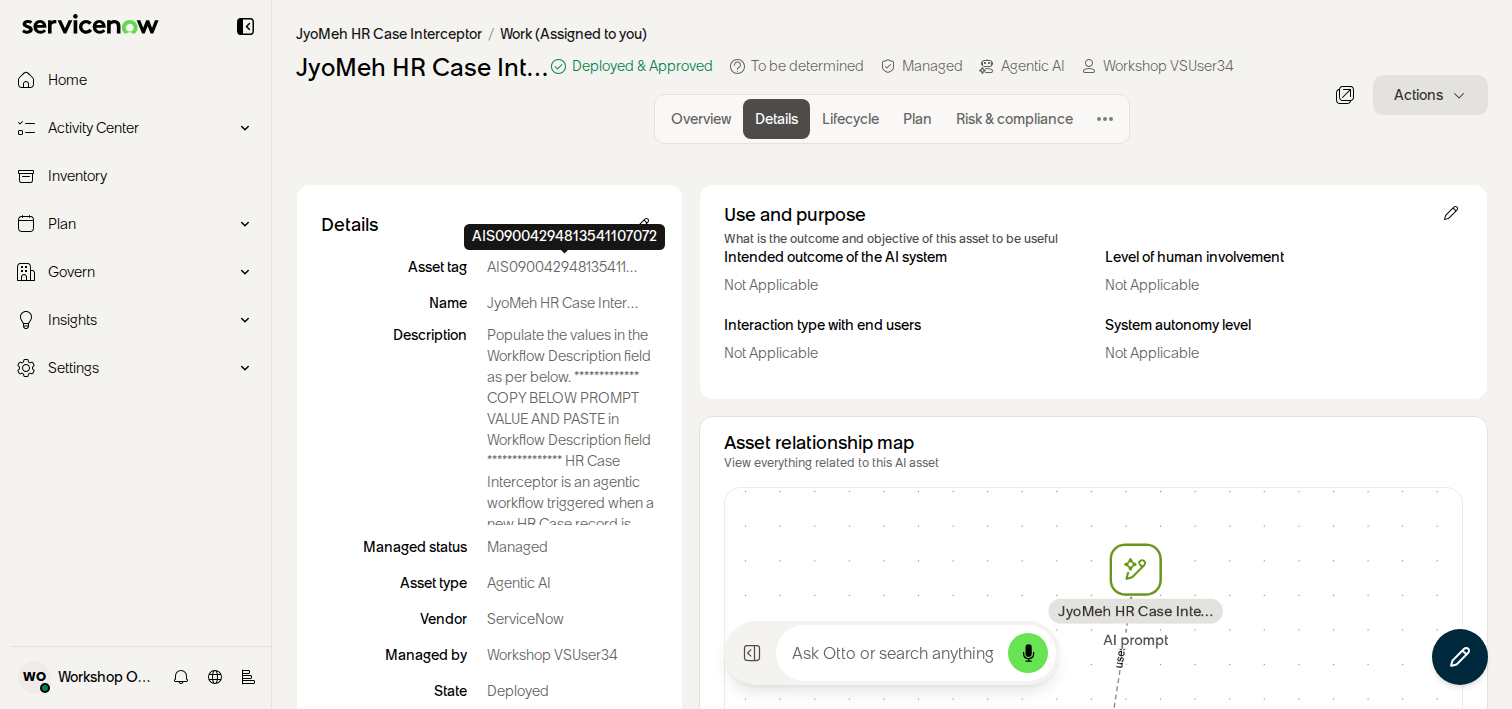 servicenow
Home
Activity Center
Inventory
Plan
Govern
Insights
Settings
WO
Workshop O...
JyoMeh HR Case Interceptor / Work (Assigned to you)
JyoMeh HR Case Int...
Deployed & Approved
To be determined
Managed
Agentic AI
Workshop VSUser34
Actions
Overview
Details
Lifecycle
Plan
Risk & compliance
Details
AIS09004294813541107072
Asset tag AIS090042948135411...
Name JyoMeh HR Case Inter...
Description Populate the values in the
Workflow Description field
as per below. *************
COPY BELOW PROMPT
VALUE AND PASTE in
Workflow Description field
*************** HR Case
Interceptor is an agentic
workflow triggered when a
new HR Case record is
Managed status Managed
Asset type Agentic AI
Vendor ServiceNow
Managed by Workshop VSUser34
State Deployed
Use and purpose
What is the outcome and objective of this asset to be useful
Intended outcome of the AI system
Not Applicable
Level of human involvement
Not Applicable
Interaction type with end users
Not Applicable
System autonomy level
Not Applicable
Asset relationship map
View everything related to this AI asset
JyoMeh HR Case Inte...
AI prompt
use
Ask Otto or search anything